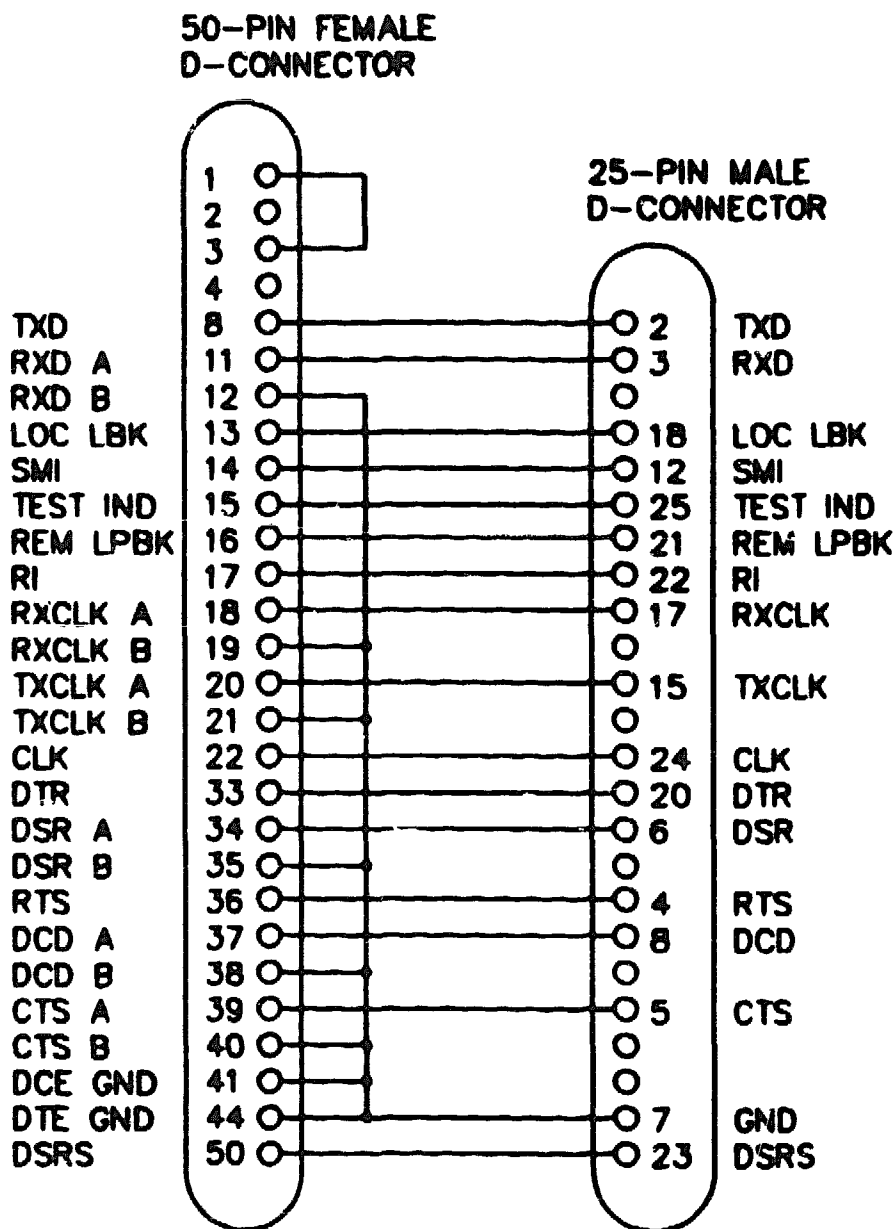 50-PIN FEMALE
D-CONNECTOR
25-PIN MALE
D-CONNECTOR
1
2
3
4
TXD 8 2 TXD
RXD A 11 3 RXD
RXD B 12
LOC LBK 13 18 LOC LBK
SMI 14 12 SMI
TEST IND 15 25 TEST IND
REM LPBK 16 21 REM LPBK
RI 17 22 RI
RXCLK A 18 17 RXCLK
RXCLK B 19
TXCLK A 20 15 TXCLK
TXCLK B 21
CLK 22 24 CLK
DTR 33 20 DTR
DSR A 34 6 DSR
DSR B 35
RTS 36 4 RTS
DCD A 37 8 DCD
DCD B 38
CTS A 39 5 CTS
CTS B 40
DCE GND 41
DTE GND 44 7 GND
DSRS 50 23 DSRS